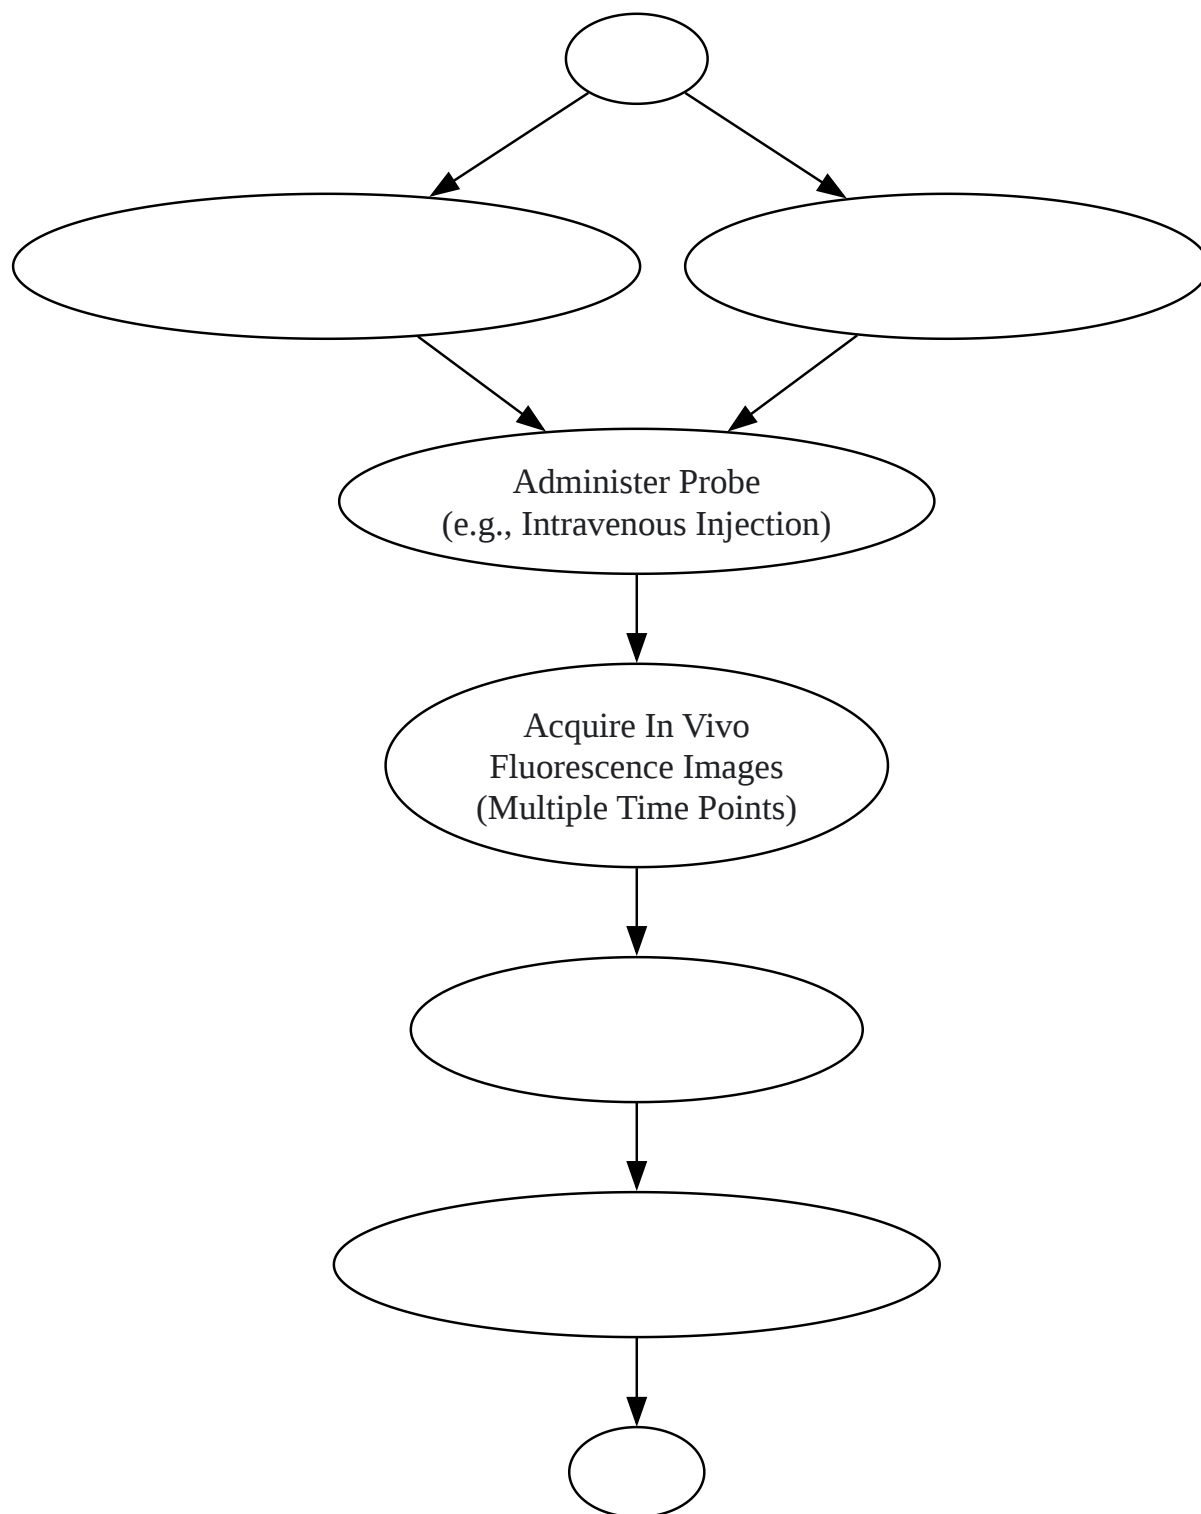 Administer Probe
(e.g., Intravenous Injection)
Acquire In Vivo
Fluorescence Images
(Multiple Time Points)